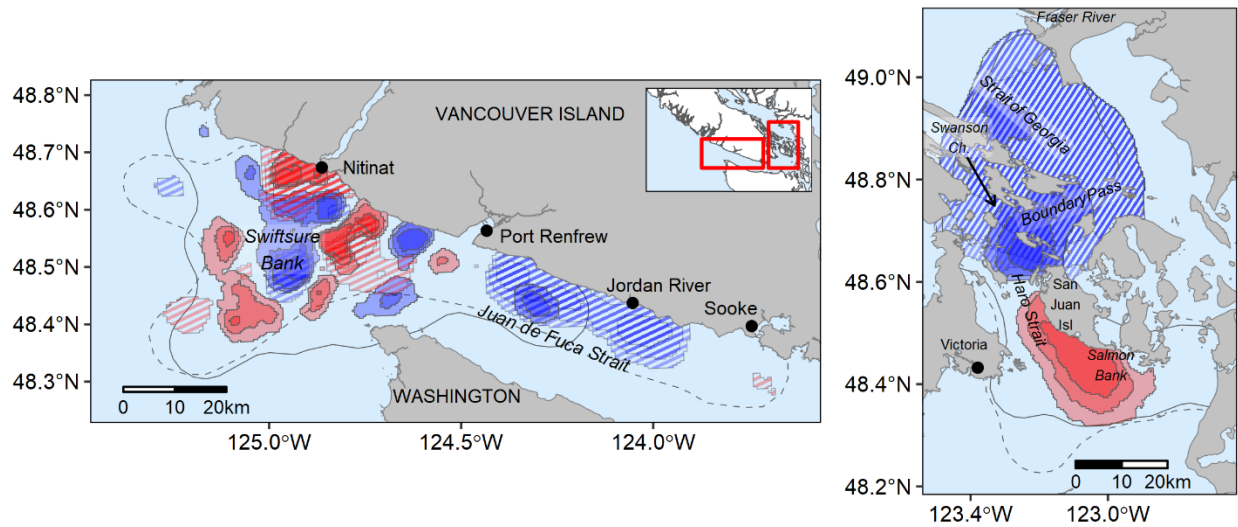 48.8°N
48.7°N
48.6°N
48.5°N
48.4°N
48.3°N
VANCOUVER ISLAND
Nitinat
Swiftsure
Bank
Port Renfrew
Jordan River
Sooke
Juan de Fuca Strait
WASHINGTON
0 10 20km
125.0°W
124.5°W
124.0°W
Fraser River
49.0°N
48.8°N
48.6°N
48.4°N
48.2°N
Strait of Georgia
Swanson
Ch.
Boundary Pass
Haro Strait
San
Juan
Isl
Victoria
Salmon
Bank
0 10 20km
123.4°W
123.0°W